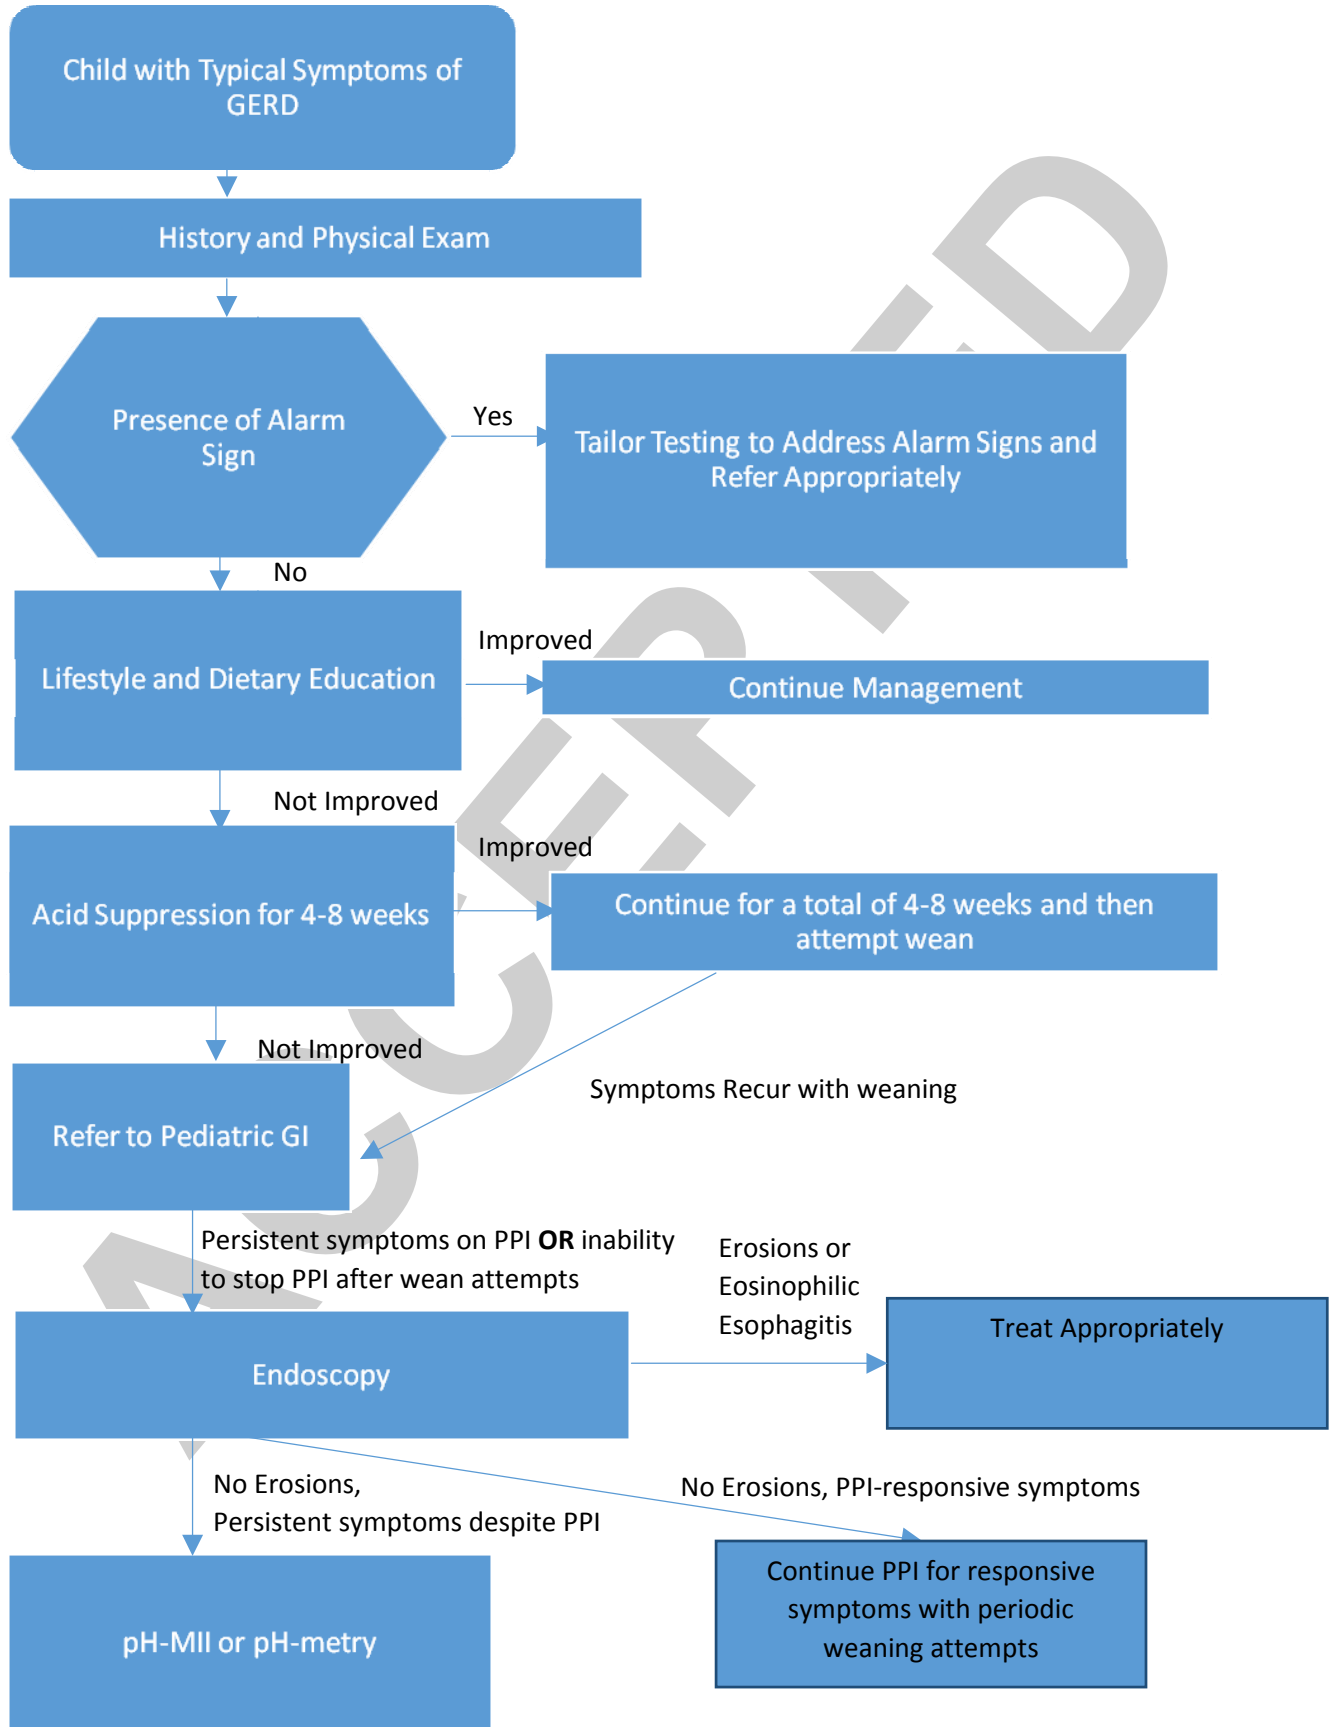 Child with Typical Symptoms of
GERD
History and Physical Exam
Presence of Alarm
Sign
Yes
Tailor Testing to Address Alarm Signs and
Refer Appropriately
No
Lifestyle and Dietary Education
Improved
Continue Management
Not Improved
Acid Suppression for 4-8 weeks
Improved
Continue for a total of 4-8 weeks and then
attempt wean
Not Improved
Symptoms Recur with weaning
Refer to Pediatric GI
Persistent symptoms on PPI OR inability
to stop PPI after wean attempts
Erosions or
Eosinophilic
Esophagitis
Treat Appropriately
Endoscopy
No Erosions,
Persistent symptoms despite PPI
No Erosions, PPI-responsive symptoms
Continue PPI for responsive
symptoms with periodic
weaning attempts
pH-MII or pH-metry
ACCEPTED